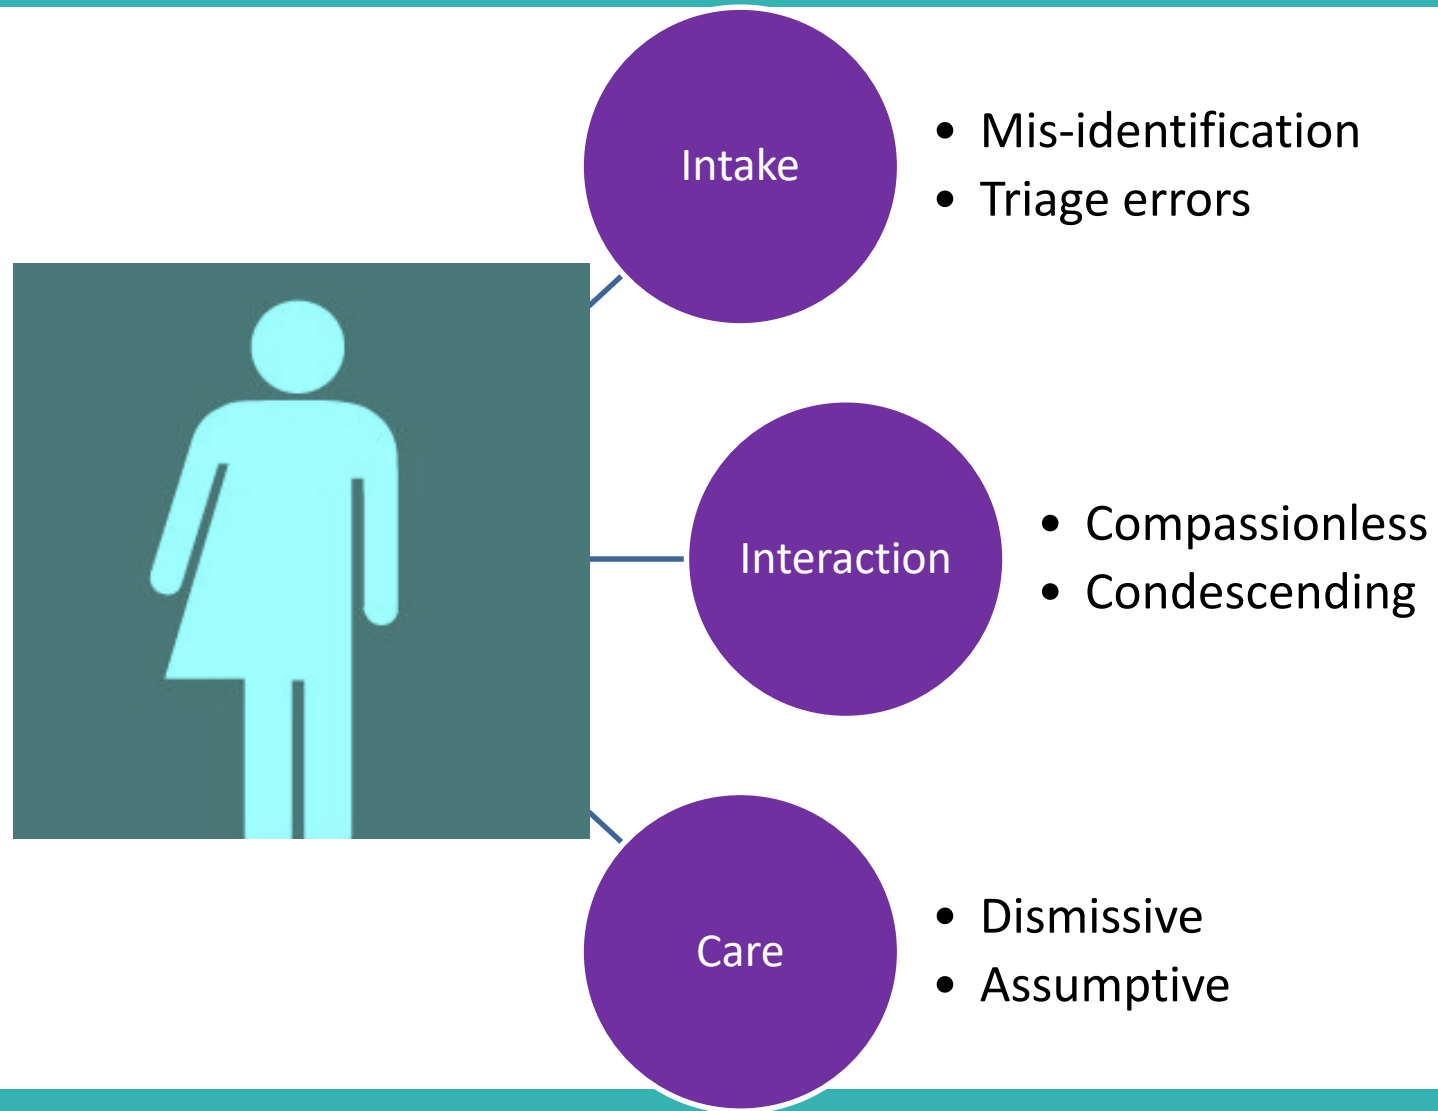 Intake
• Mis-identification
• Triage errors
Interaction
• Compassionless
• Condescending
Care
• Dismissive
• Assumptive